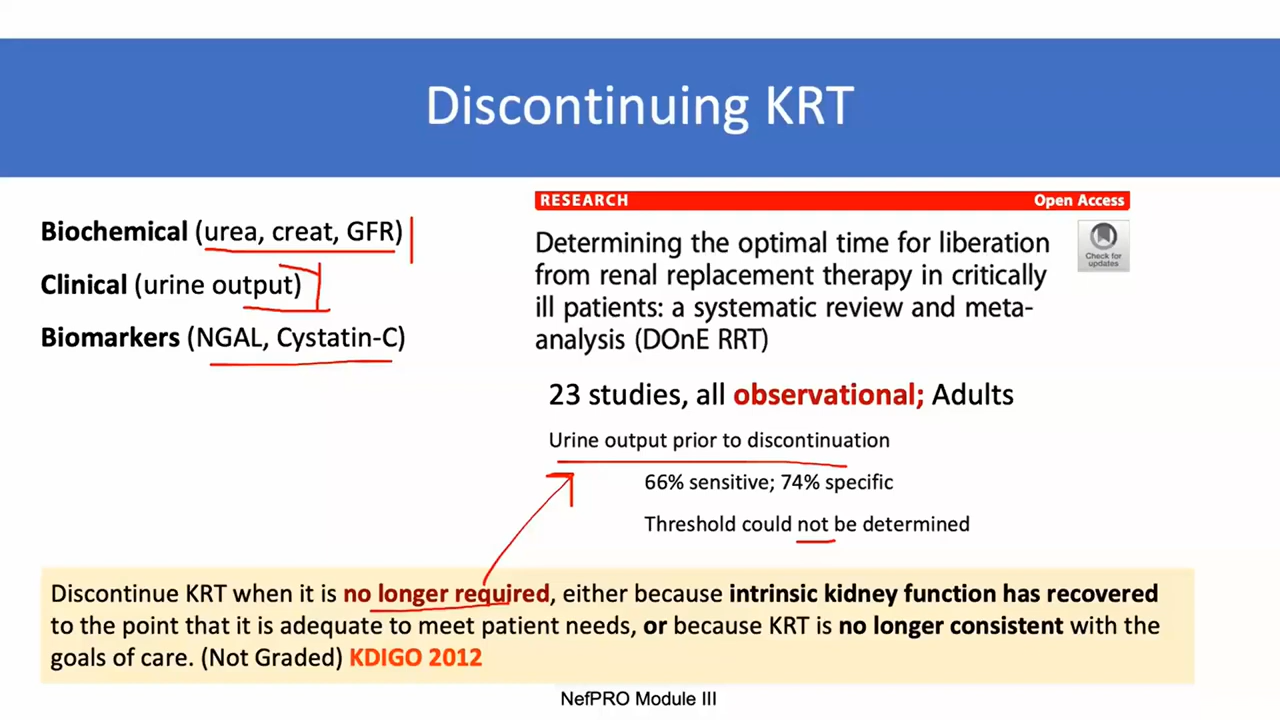 Discontinuing KRT
Biochemical (urea, creat, GFR)
Clinical (urine output)
Biomarkers (NGAL, Cystatin-C)
RESEARCH Open Access
Determining the optimal time for liberation
from renal replacement therapy in critically
ill patients: a systematic review and meta-
analysis (DOnE RRT)
Check for
updates
23 studies, all observational; Adults
Urine output prior to discontinuation
66% sensitive; 74% specific
Threshold could not be determined
Discontinue KRT when it is no longer required, either because intrinsic kidney function has recovered
to the point that it is adequate to meet patient needs, or because KRT is no longer consistent with the
goals of care. (Not Graded) KDIGO 2012
NefPRO Module III